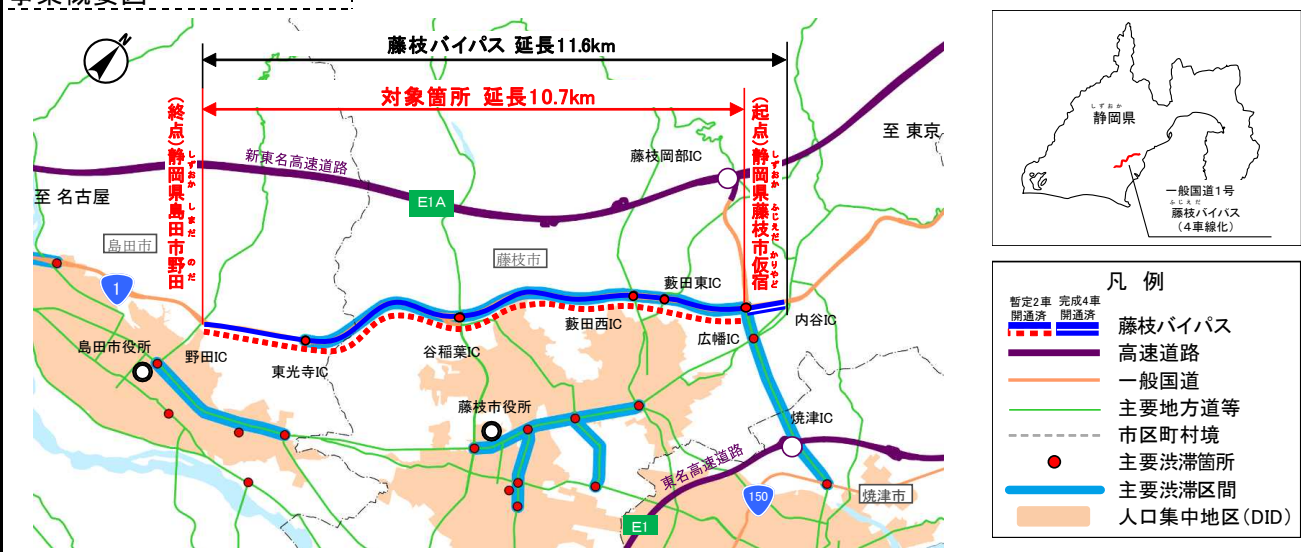 事業概要図
N
藤枝バイパス 延長11.6km
対象箇所 延長10.7km
(終点)静岡県島田市野田
しずおか しまだ のだ
(起点)静岡県藤枝市仮宿
しずおか ふじえだ かりやど
至 東京
至 名古屋
新東名高速道路
藤枝岡部IC
E1A
島田市
藤枝市
1
藪田東IC
藪田西IC
内谷IC
広幡IC
谷稲葉IC
野田IC
東光寺IC
島田市役所
藤枝市役所
焼津IC
東名高速道路
150
焼津市
E1
しずおか
静岡県
一般国道1号
ふじえだ
藤枝バイパス
(4車線化)
凡 例
暫定2車 完成4車
開通済 開通済
藤枝バイパス
高速道路
一般国道
主要地方道等
市区町村境
主要渋滞箇所
主要渋滞区間
人口集中地区(DID)